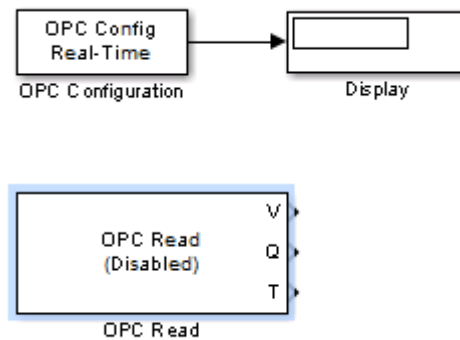 OPC Config
Real-Time
OPC Configuration
Display
OPC Read
(Disabled)
V
Q
T
OPC Read